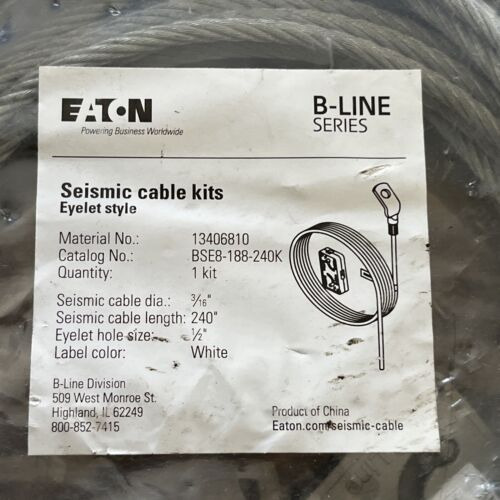 EATON
Powering Business Worldwide
B-LINE
SERIES
Seismic cable kits
Eyelet style
Material No.: 13406810
Catalog No.: BSE8-188-240K
Quantity: 1 kit
Seismic cable dia.: 3⁄16"
Seismic cable length: 240"
Eyelet hole size: ½"
Label color: White
B-Line Division
509 West Monroe St.
Highland, IL 62249
800-852-7415
Product of China
Eaton.com/seismic-cable